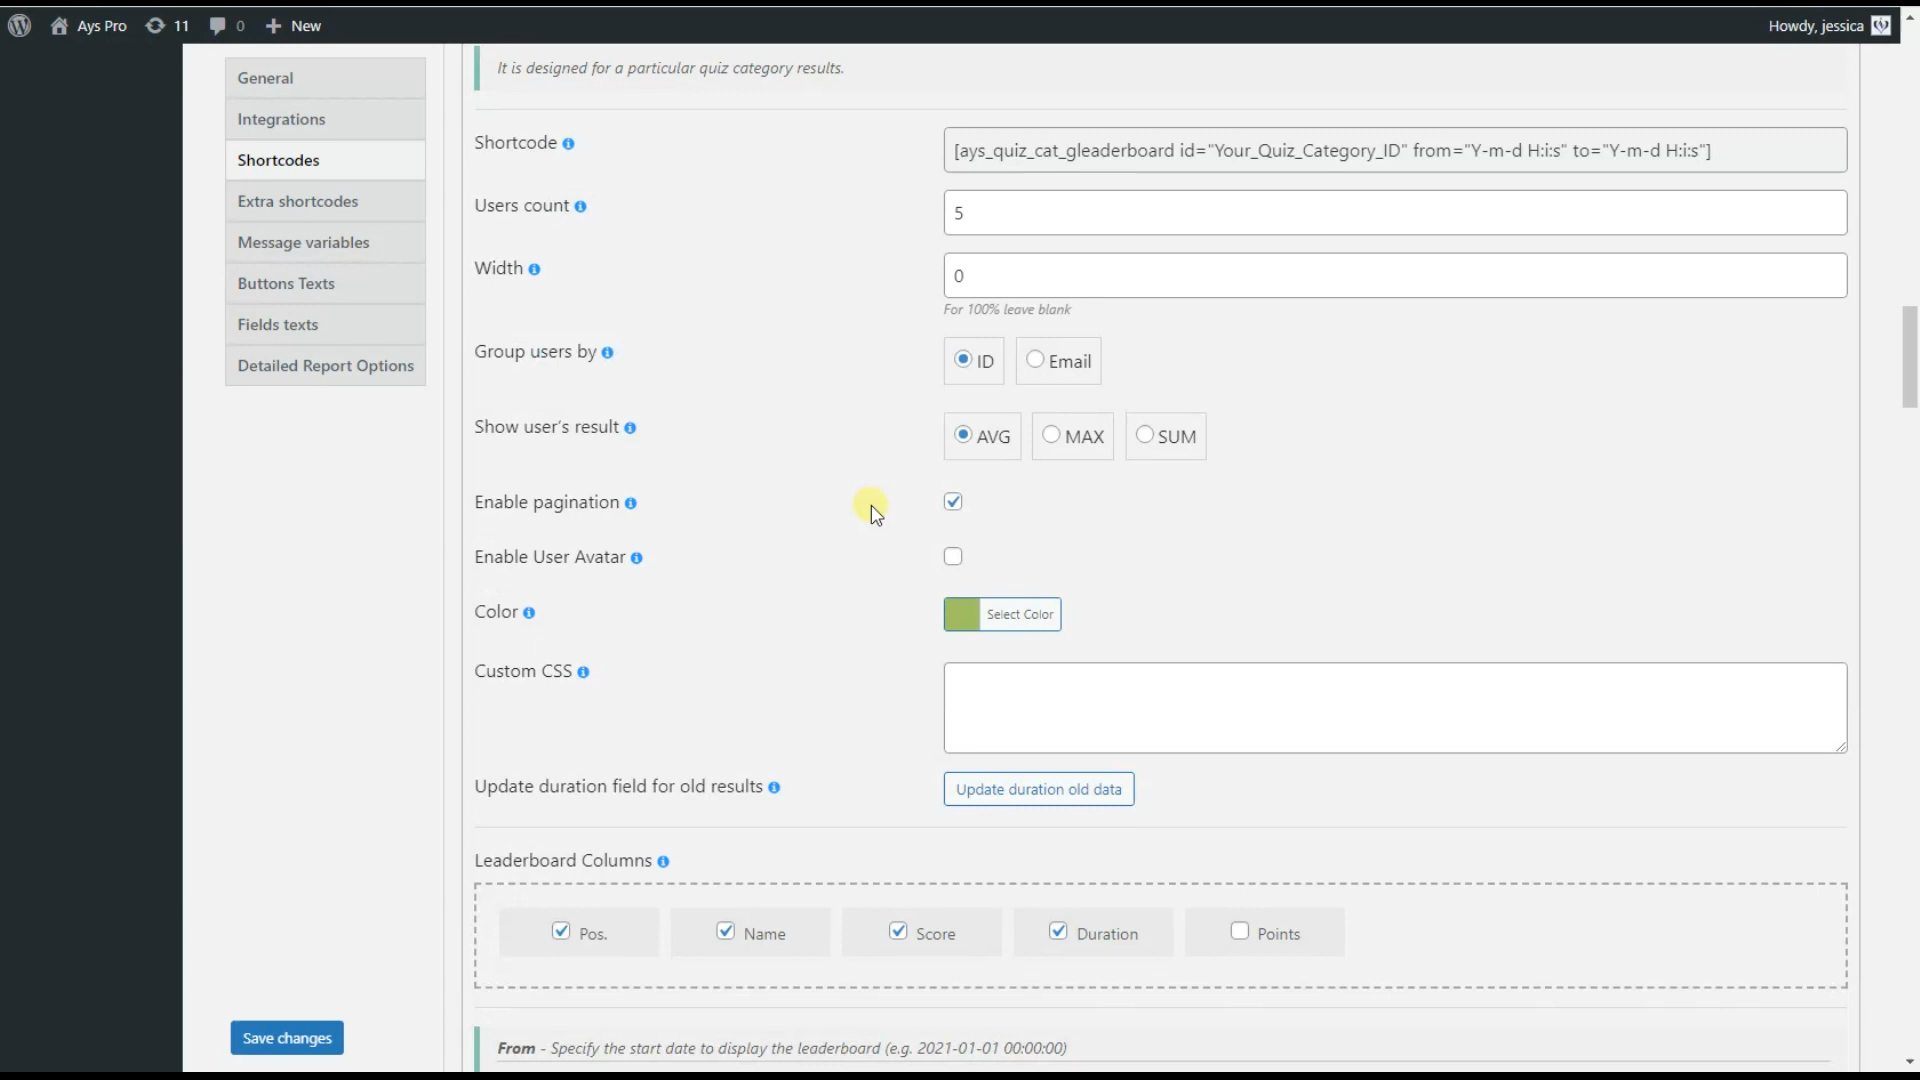 Ays Pro 11 0 New Howdy, jessica
General
Integrations
Shortcodes
Extra shortcodes
Message variables
Buttons Texts
Fields texts
Detailed Report Options
Save changes
It is designed for a particular quiz category results.
Shortcode [ays_quiz_cat_gleaderboard id="Your_Quiz_Category_ID" from="Y-m-d H:i:s" to="Y-m-d H:i:s"]
Users count 5
Width 0
For 100% leave blank
Group users by ID Email
Show user's result AVG MAX SUM
Enable pagination
Enable User Avatar
Color Select Color
Custom CSS
Update duration field for old results Update duration old data
Leaderboard Columns
Pos. Name Score Duration Points
From - Specify the start date to display the leaderboard (e.g. 2021-01-01 00:00:00)